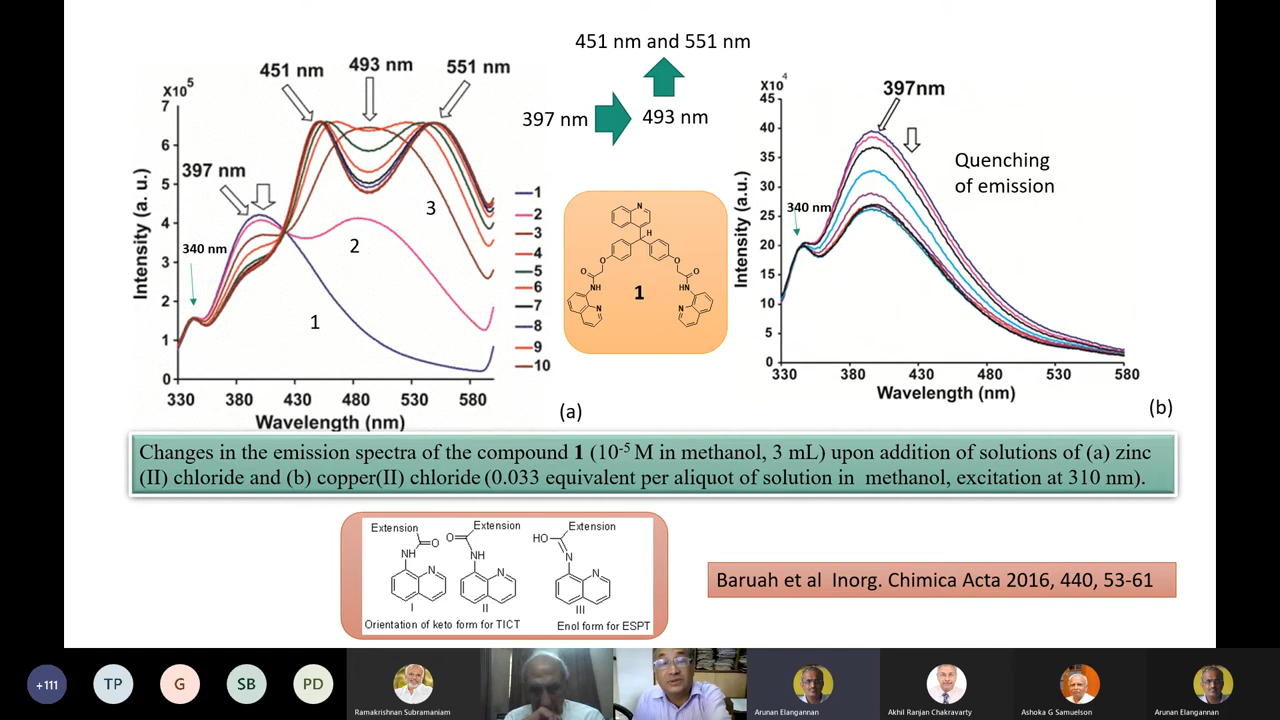 451 nm and 551 nm
397 nm
493 nm
X10⁵
7
6
5
4
3
2
1
0
Intensity (a. u.)
451 nm
493 nm
551 nm
397 nm
340 nm
1
2
3
330 380 430 480 530 580
Wavelength (nm)
(a)
1
2
3
4
5
6
7
8
9
10
N
H
O
O
O
O
HN
HN
N
N
1
X10⁴
45
40
35
30
25
20
15
10
5
0
Intensity (a.u.)
397nm
340 nm
Quenching
of emission
330 380 430 480 530 580
Wavelength (nm)
(b)
Changes in the emission spectra of the compound 1 (10⁻⁵ M in methanol, 3 mL) upon addition of solutions of (a) zinc
(II) chloride and (b) copper(II) chloride (0.033 equivalent per aliquot of solution in methanol, excitation at 310 nm).
Extension
O
NH
N
I
Extension
O
NH
N
II
Extension
HO
N
N
III
Orientation of keto form for TICT
Enol form for ESPT
Baruah et al Inorg. Chimica Acta 2016, 440, 53-61
+111
TP
G
SB
PD
Ramakrishnan Subramaniam
Arunan Elangannan
Akhil Ranjan Chakravarty
Ashoka G Samuelson
Arunan Elangannan